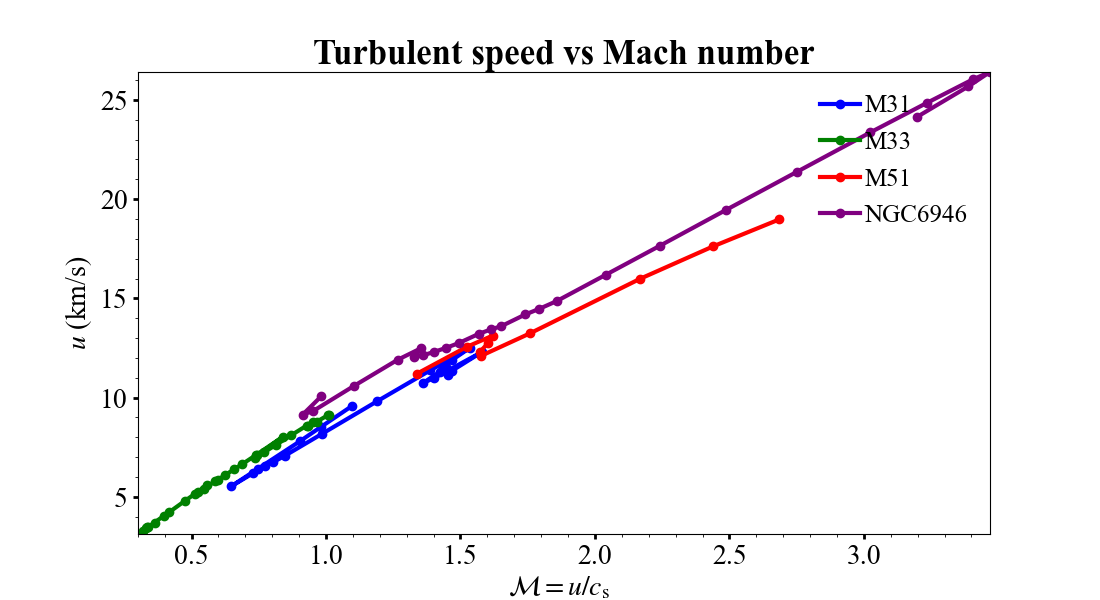 Turbulent speed vs Mach number
25
20
15
10
5
u (km/s)
M31
M33
M51
NGC6946
0.5 1.0 1.5 2.0 2.5 3.0
ℳ = u/cₛ